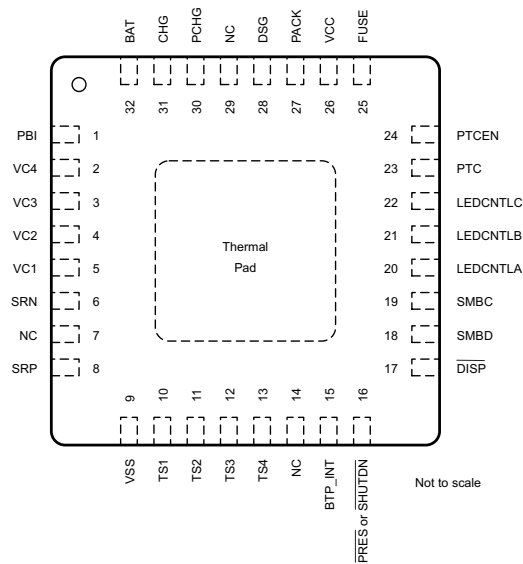 BAT
CHG
PCHG
NC
DSG
PACK
VCC
FUSE
32
31
30
29
28
27
26
25
PBI 1
VC4 2
VC3 3
VC2 4
VC1 5
SRN 6
NC 7
SRP 8
Thermal
Pad
24 PTCEN
23 PTC
22 LEDCNTLC
21 LEDCNTLB
20 LEDCNTLA
19 SMBC
18 SMBD
17 DISP
9
10
11
12
13
14
15
16
VSS
TS1
TS2
TS3
TS4
NC
BTP_INT
PRES or SHUTDN
Not to scale